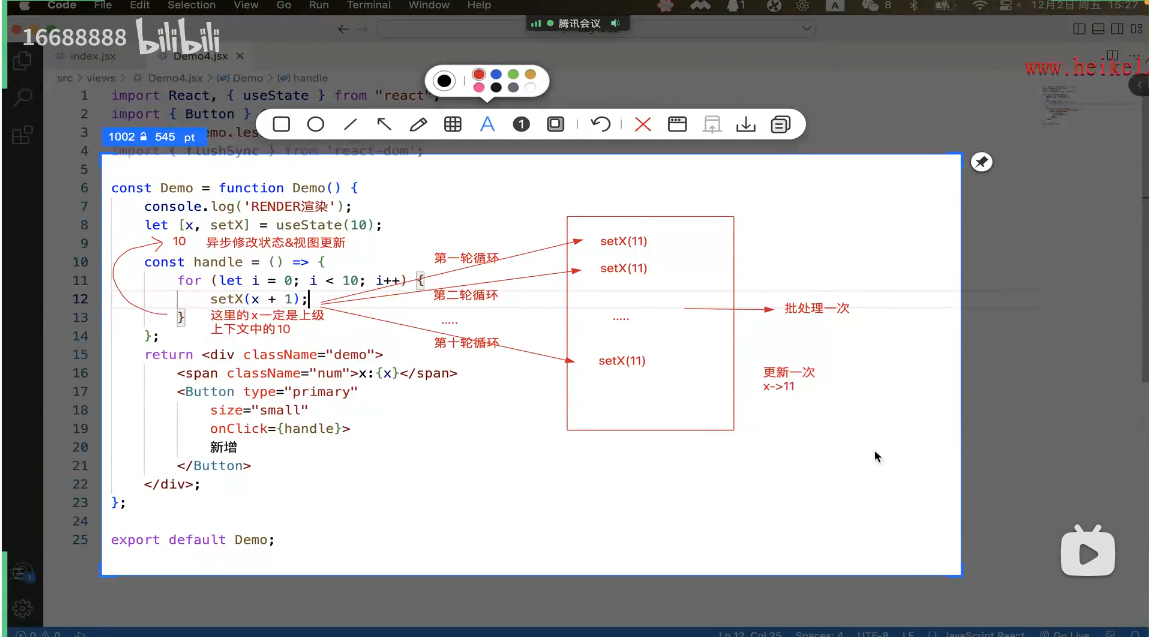 Code File Edit Selection View Go Run Terminal Window Help
12月2日 周五 15:27
腾讯会议
16688888 bilibili
index.jsx Demo4.jsx
www.heikel
src > views > Demo4.jsx > Demo > handle
1 import React, { useState } from "react";
2 import { Button }
1002 545 pt
4 import { flushSync } from 'react-dom';
5
6 const Demo = function Demo() {
7 console.log('RENDER渲染');
8 let [x, setX] = useState(10);
9 10 异步修改状态&视图更新
10 const handle = () => {
11 for (let i = 0; i < 10; i++) {
12 setX(x + 1);
13 }
这里的x一定是上级
上下文中的10
14 };
15 return <div className="demo">
16 <span className="num">x:{x}</span>
17 <Button type="primary"
18 size="small"
19 onClick={handle}>
20 新增
21 </Button>
22 </div>;
23 };
24
25 export default Demo;
第一轮循环
第二轮循环
.....
第十轮循环
setX(11)
setX(11)
.....
setX(11)
批处理一次
更新一次
x->11
Ln 12, Col 25 Spaces: 4 UTF-8 LF JavaScript React Go Live